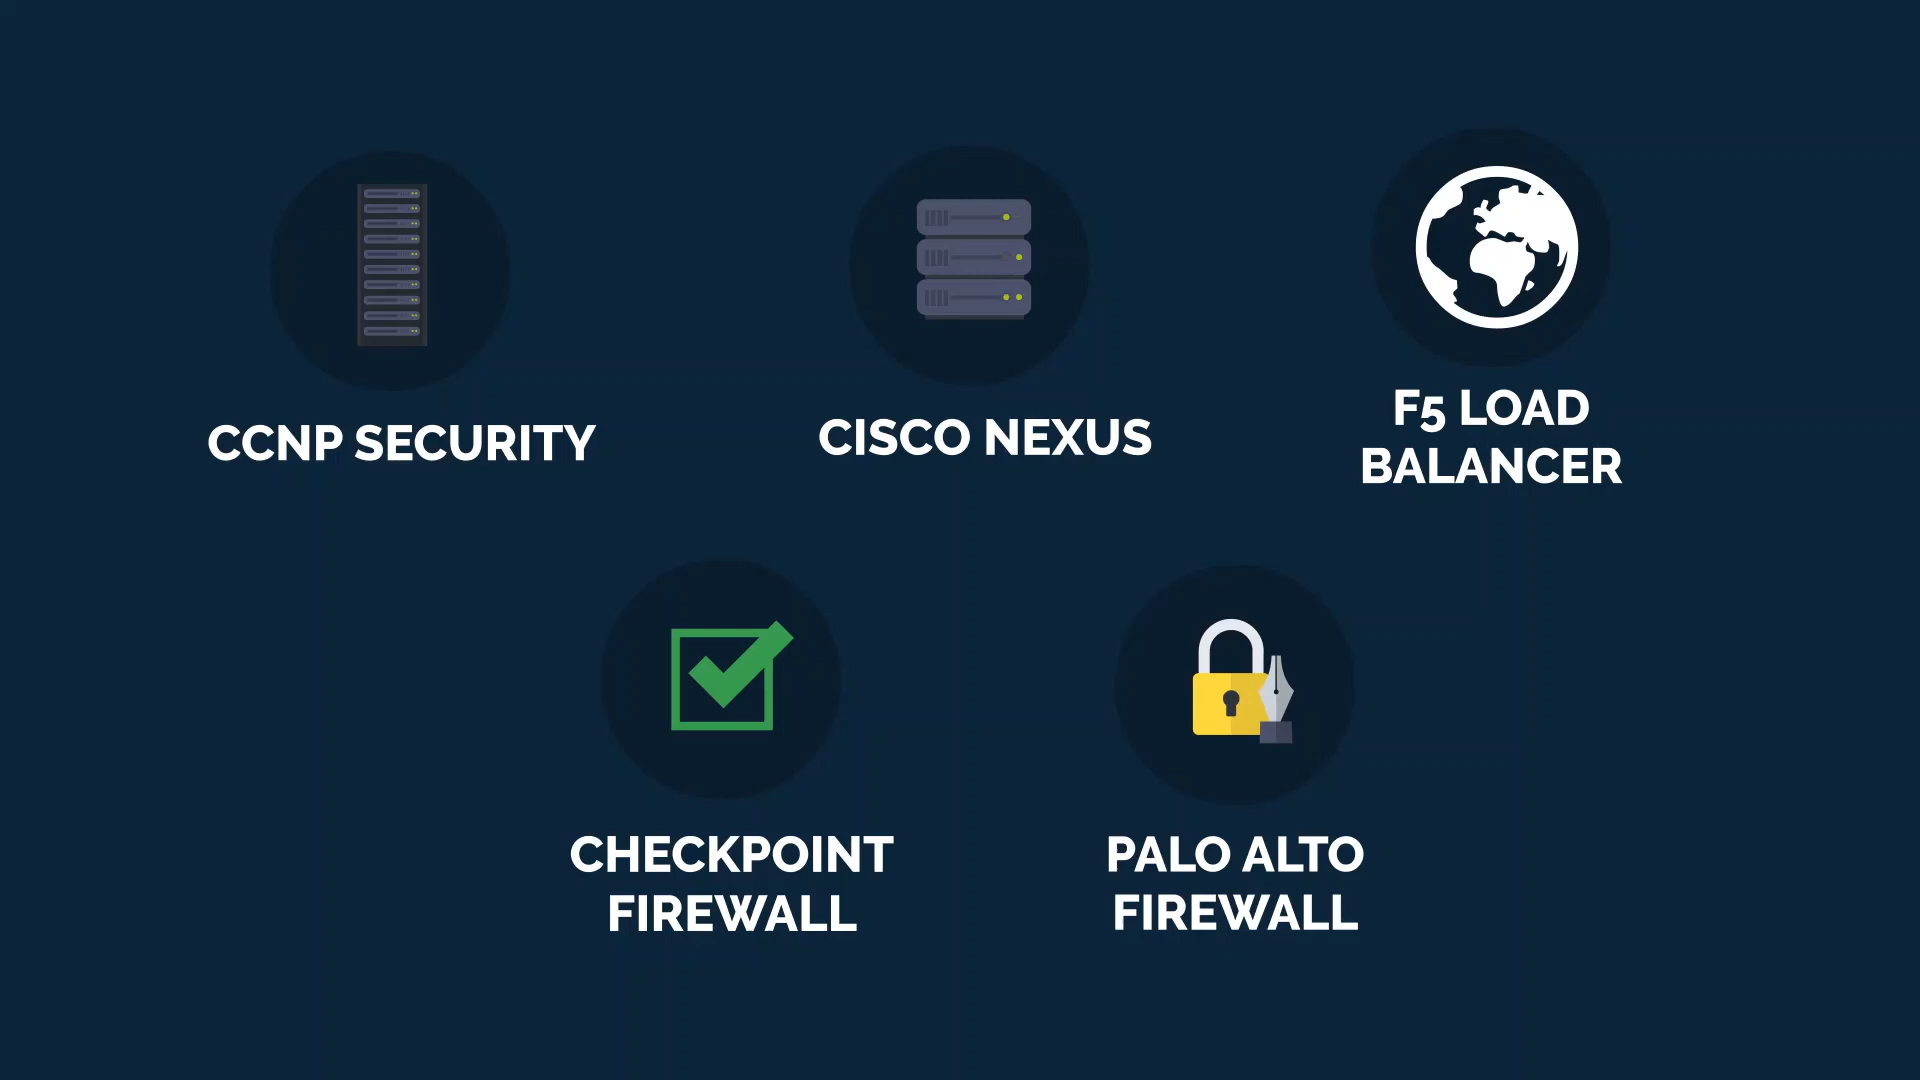 CCNP SECURITY
CISCO NEXUS
F5 LOAD
BALANCER
CHECKPOINT
FIREWALL
PALO ALTO
FIREWALL